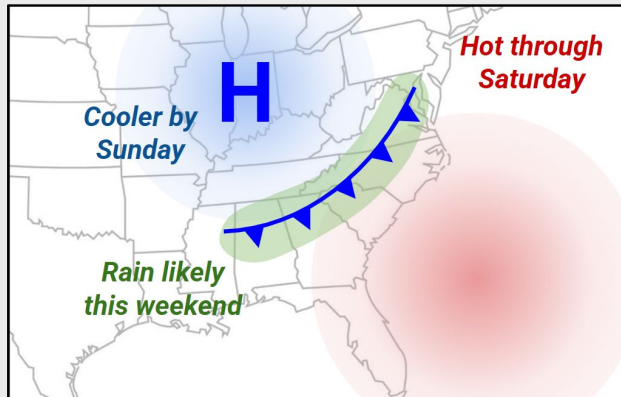 Hot through
Saturday
H
Cooler by
Sunday
Rain likely
this weekend